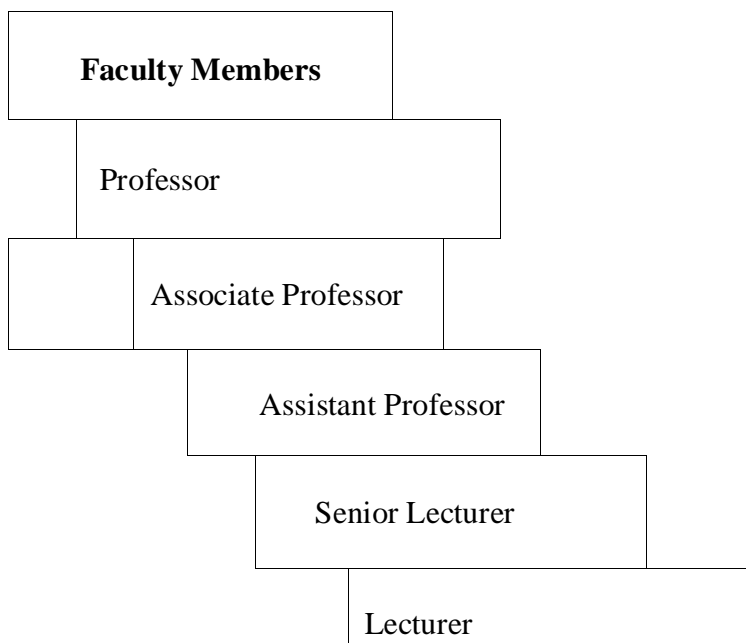 Faculty Members
Professor
Associate Professor
Assistant Professor
Senior Lecturer
Lecturer